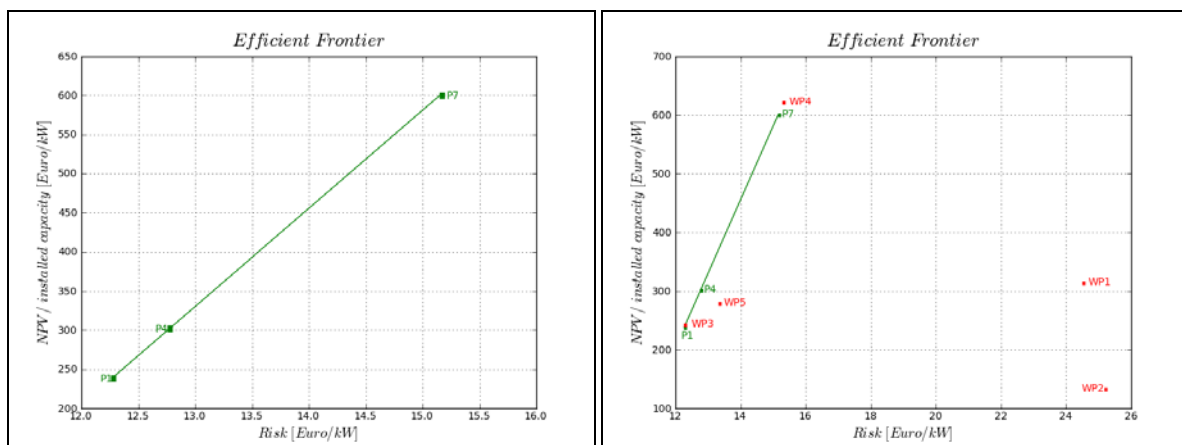 Efficient Frontier
650
600
550
500
450
400
350
300
250
200
NPV / installed capacity [Euro/kW]
P7
P4
P1
12.0 12.5 13.0 13.5 14.0 14.5 15.0 15.5 16.0
Risk [Euro/kW]
Efficient Frontier
700
600
500
400
300
200
100
NPV / installed capacity [Euro/kW]
WP4
P7
WP1
P4
WP5
WP3
P1
WP2
12 14 16 18 20 22 24 26
Risk [Euro/kW]